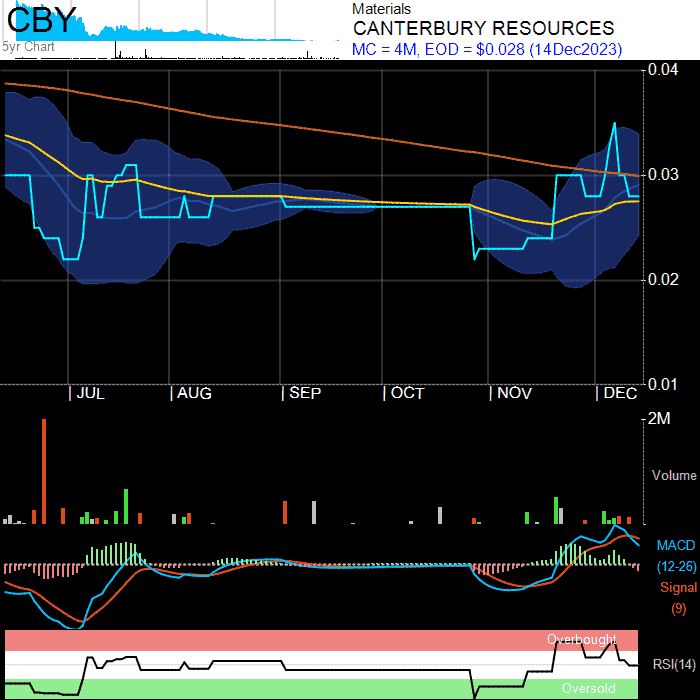 CBY
5yr Chart
Materials
CANTERBURY RESOURCES
MC = 4M, EOD = $0.028 (14Dec2023)
0.04
0.03
0.02
0.01
| JUL | AUG | SEP | OCT | NOV | DEC
2M
Volume
MACD
(12-26)
Signal
(9)
Overbought
RSI(14)
Oversold